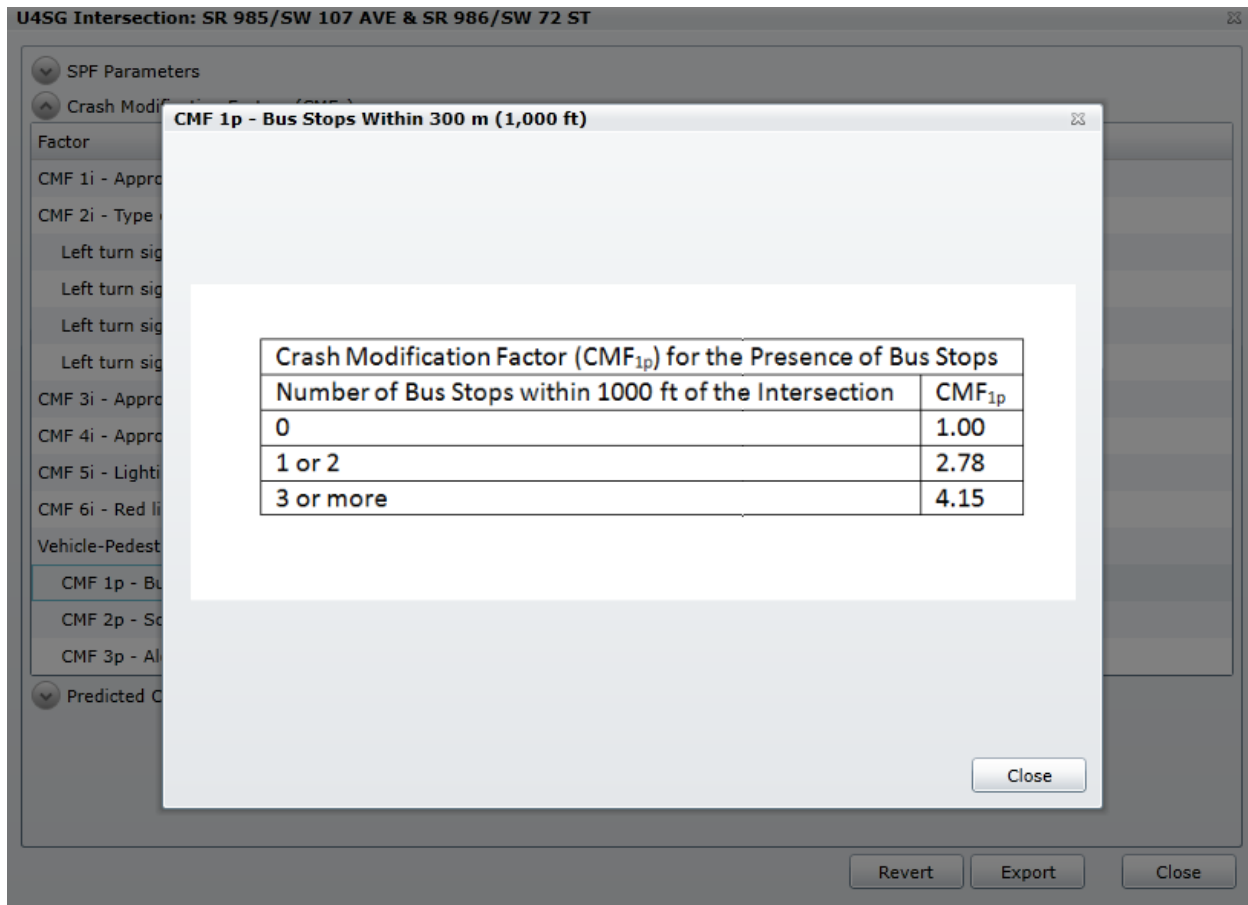 U4SG Intersection: SR 985/SW 107 AVE & SR 986/SW 72 ST
SPF Parameters
Crash Modif
CMF 1p - Bus Stops Within 300 m (1,000 ft)
Factor
CMF 1i - Appro
CMF 2i - Type
Left turn sig
Left turn sig
Left turn sig
Left turn sig
CMF 3i - Appro
CMF 4i - Appro
CMF 5i - Lighti
CMF 6i - Red li
Vehicle-Pedest
CMF 1p - Bu
CMF 2p - Sc
CMF 3p - Al
Predicted C
Crash Modification Factor (CMF1p) for the Presence of Bus Stops
Number of Bus Stops within 1000 ft of the Intersection CMF1p
0 1.00
1 or 2 2.78
3 or more 4.15
Close
Revert Export Close